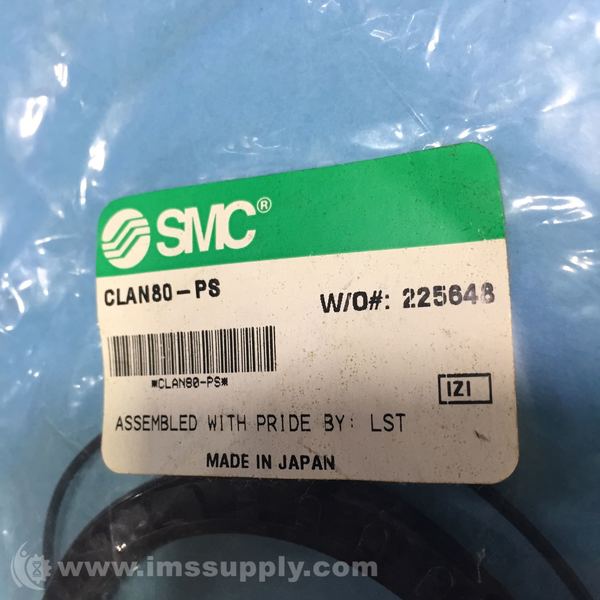 SMC®
CLAN80-PS
W/O#: 225648
*CLAN80-PS*
IZI
ASSEMBLED WITH PRIDE BY: LST
MADE IN JAPAN
www.imssupply.com